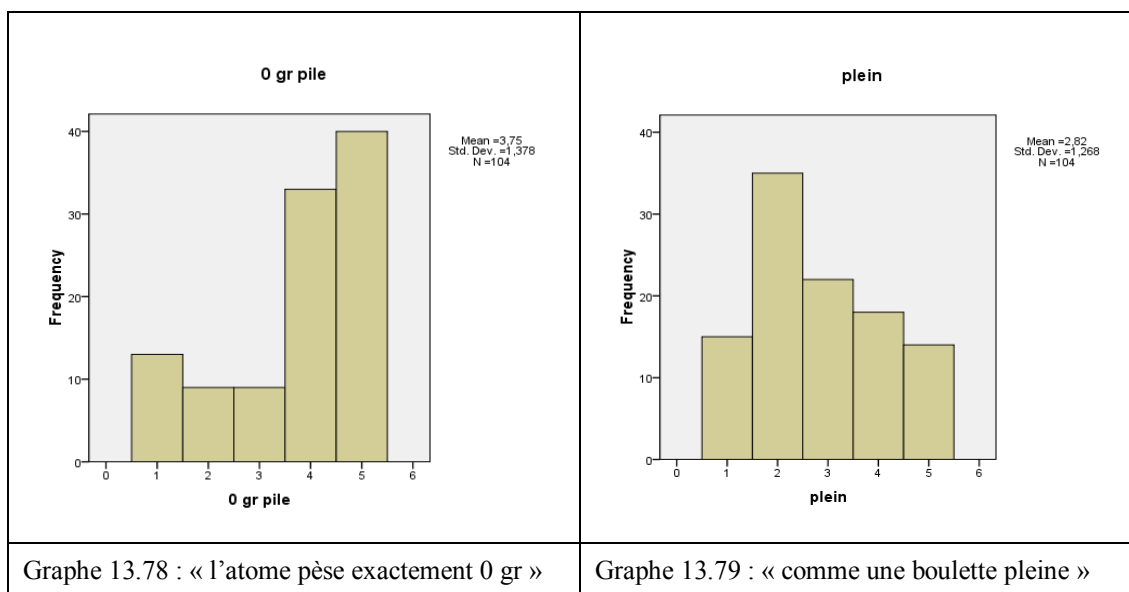 0 gr pile
Mean =3,75
Std. Dev. =1,378
N =104
40
30
20
10
0
Frequency
0 1 2 3 4 5 6
0 gr pile
plein
Mean =2,82
Std. Dev. =1,268
N =104
40
30
20
10
0
Frequency
0 1 2 3 4 5 6
plein
Graphe 13.78 : « l’atome pèse exactement 0 gr »
Graphe 13.79 : « comme une boulette pleine »